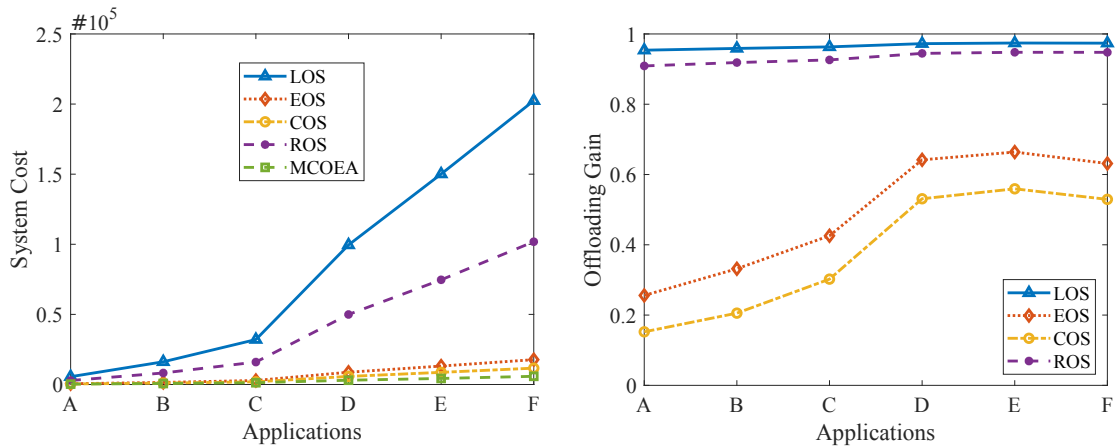 #10^5
2.5
2
1.5
1
0.5
0
System Cost
LOS
EOS
COS
ROS
MCOEA
A B C D E F
Applications
1
0.8
0.6
0.4
0.2
0
Offloading Gain
LOS
EOS
COS
ROS
A B C D E F
Applications